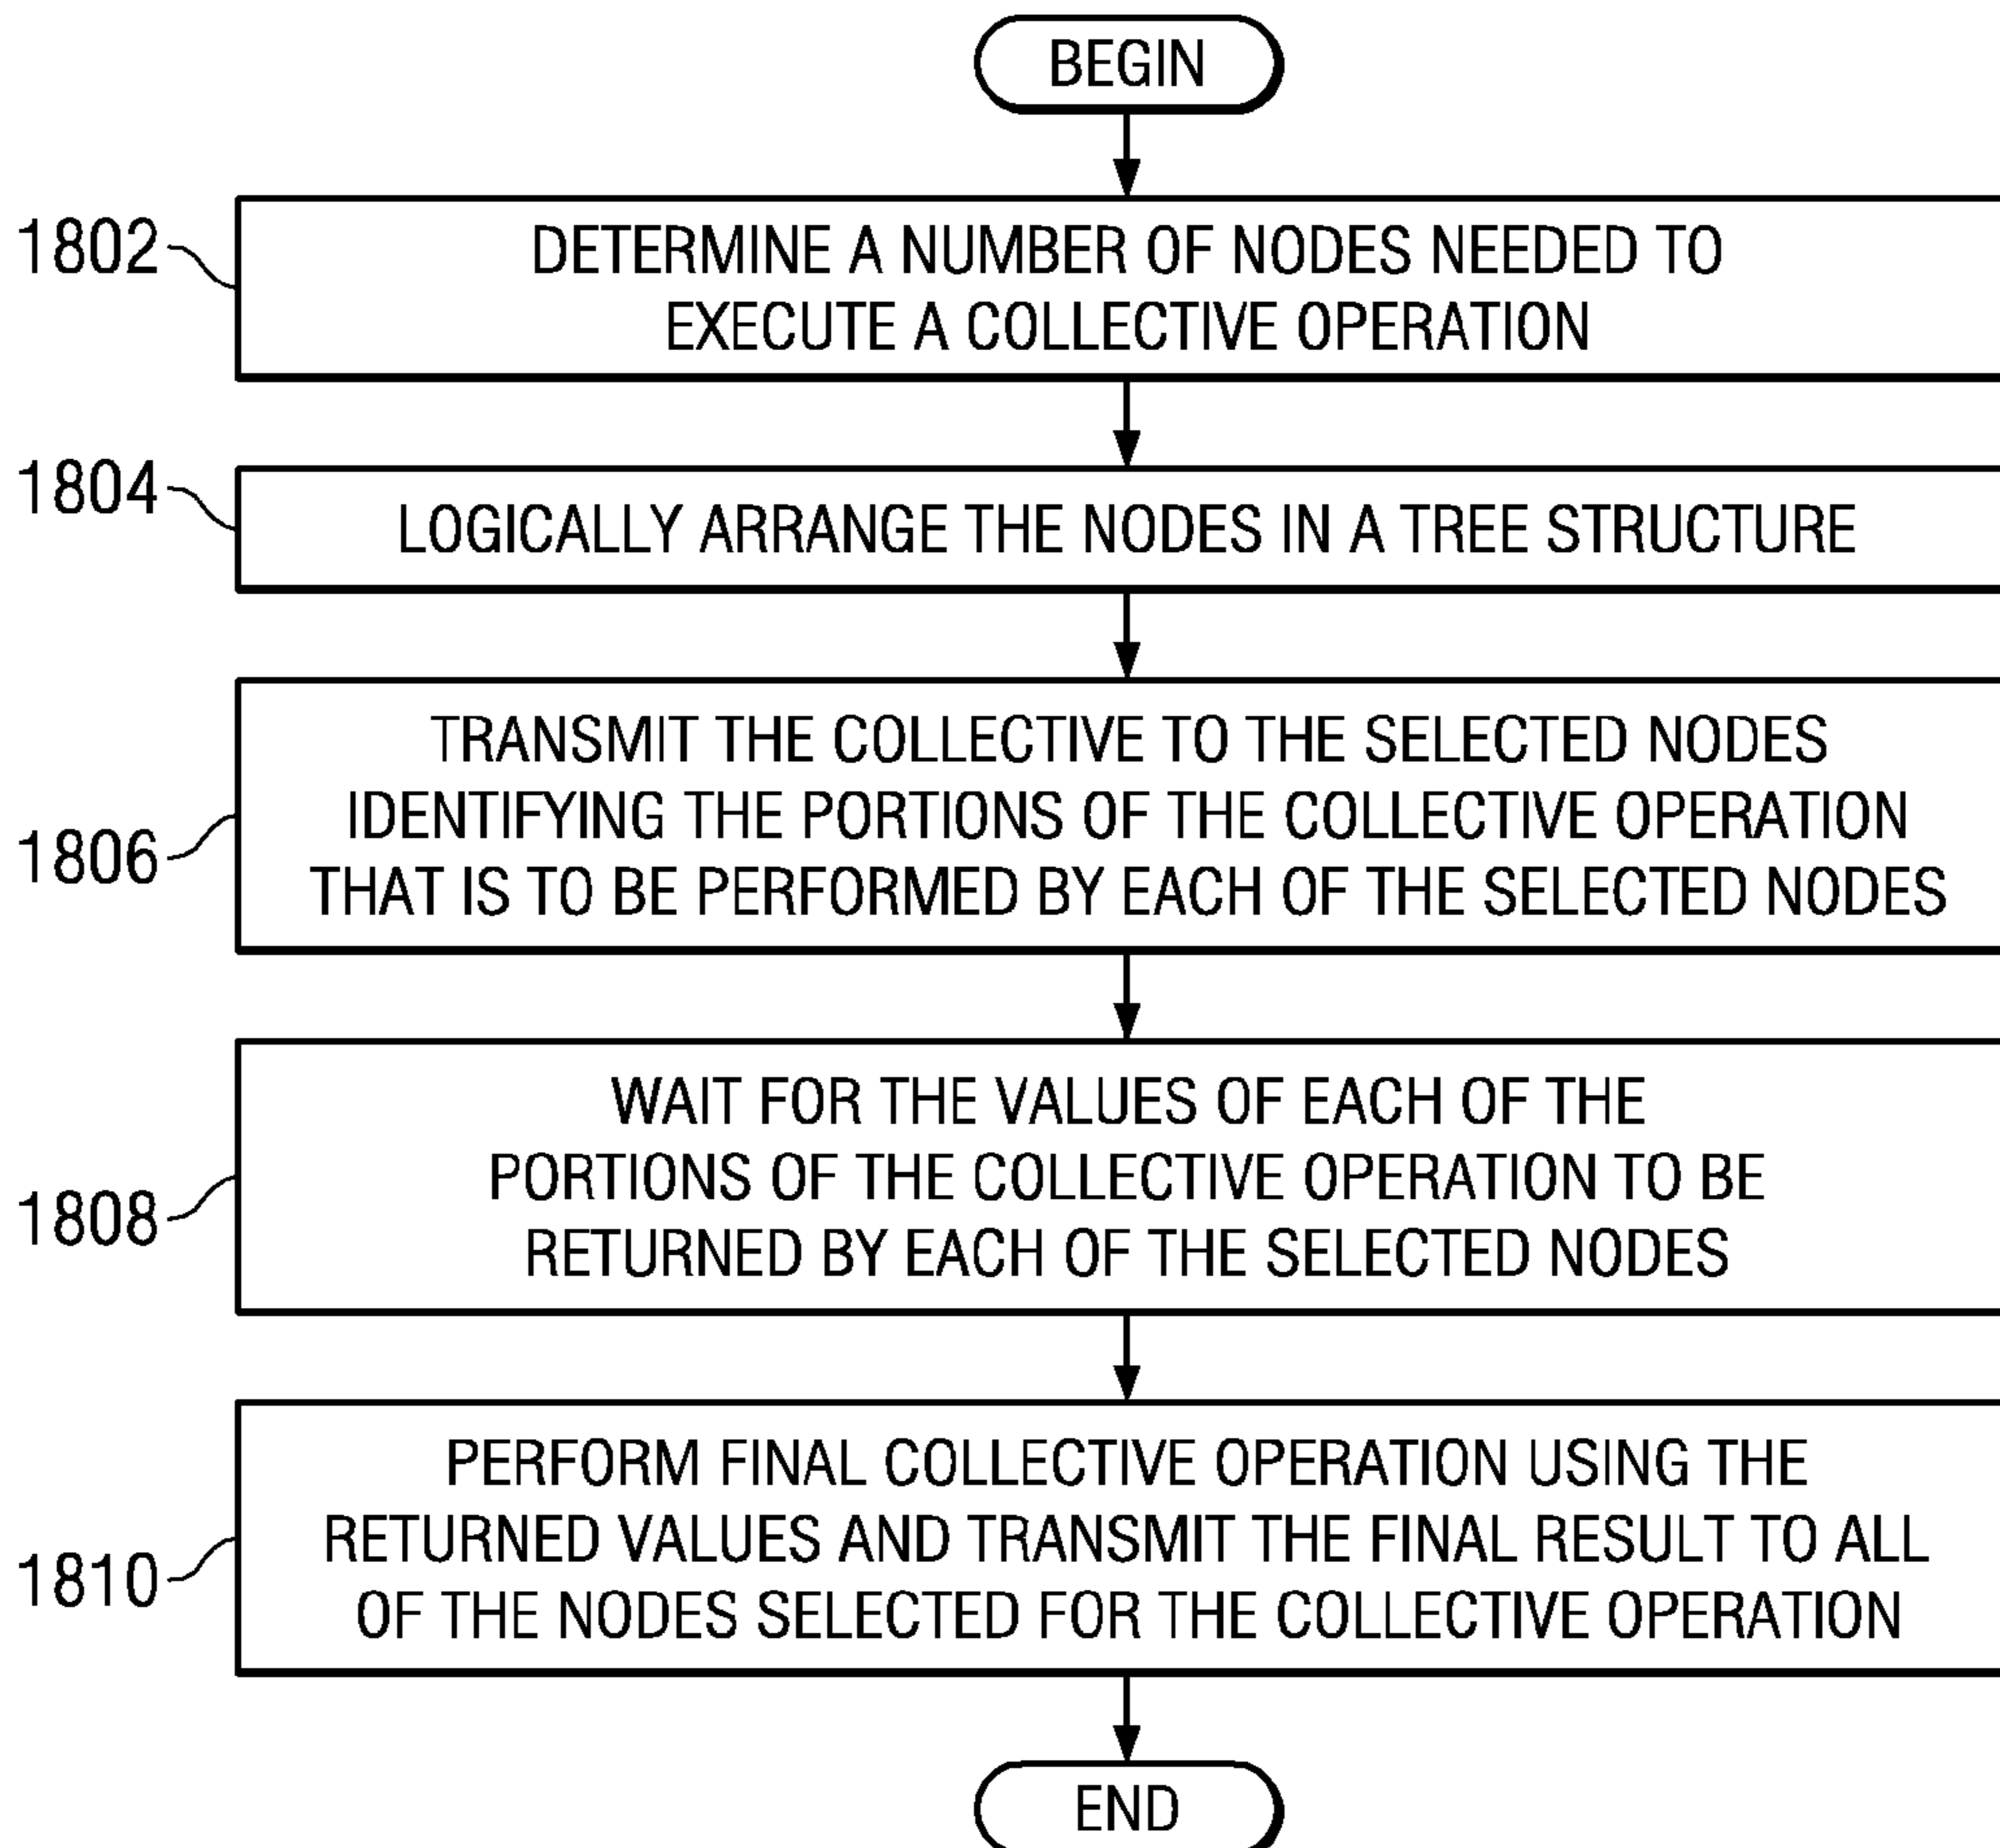 BEGIN
1802
DETERMINE A NUMBER OF NODES NEEDED TO
EXECUTE A COLLECTIVE OPERATION
1804
LOGICALLY ARRANGE THE NODES IN A TREE STRUCTURE
1806
TRANSMIT THE COLLECTIVE TO THE SELECTED NODES
IDENTIFYING THE PORTIONS OF THE COLLECTIVE OPERATION
THAT IS TO BE PERFORMED BY EACH OF THE SELECTED NODES
1808
WAIT FOR THE VALUES OF EACH OF THE
PORTIONS OF THE COLLECTIVE OPERATION TO BE
RETURNED BY EACH OF THE SELECTED NODES
1810
PERFORM FINAL COLLECTIVE OPERATION USING THE
RETURNED VALUES AND TRANSMIT THE FINAL RESULT TO ALL
OF THE NODES SELECTED FOR THE COLLECTIVE OPERATION
END